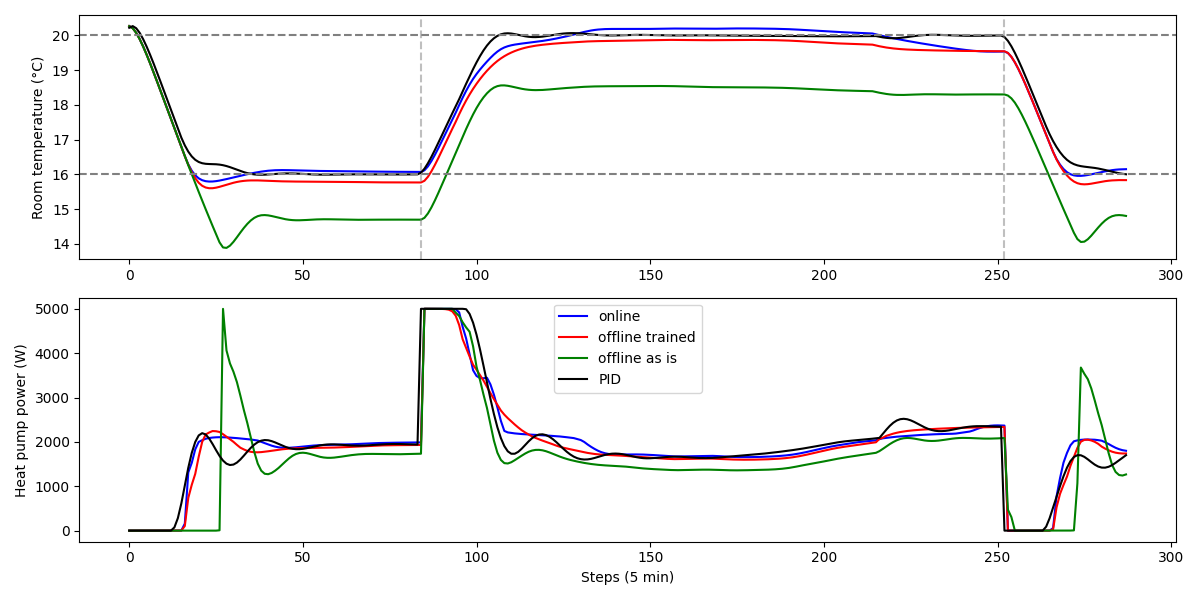 Room temperature (°C)
20
19
18
17
16
15
14
0 50 100 150 200 250 300
Heat pump power (W)
5000
4000
3000
2000
1000
0
online
offline trained
offline as is
PID
0 50 100 150 200 250 300
Steps (5 min)